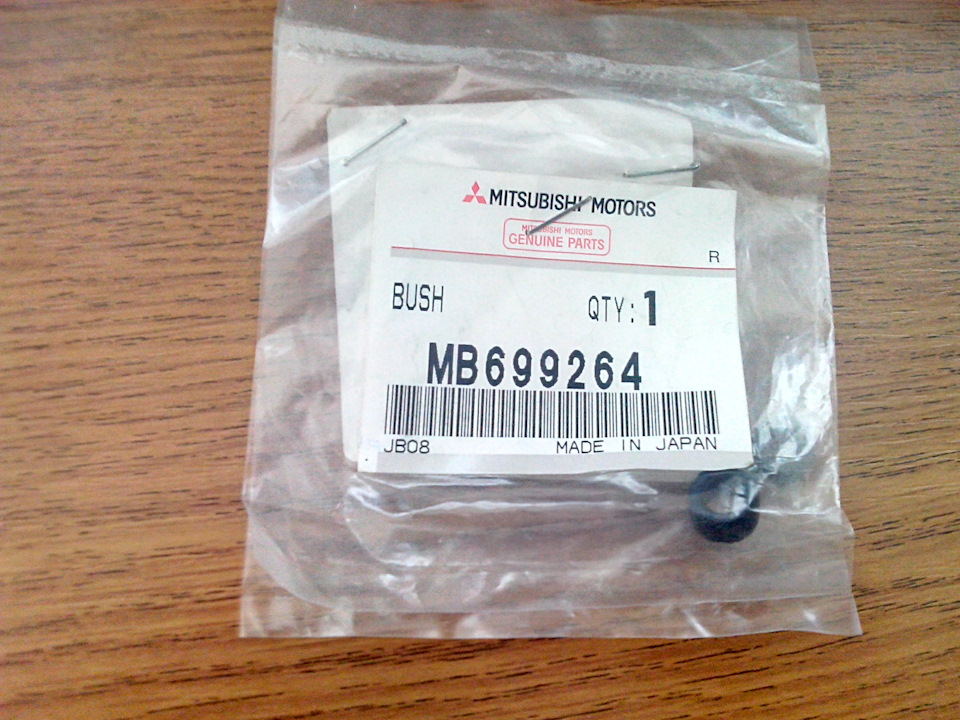 MITSUBISHI MOTORS
MITSUBISHI MOTORS
GENUINE PARTS
R
BUSH QTY: 1
MB699264
JB08 MADE IN JAPAN